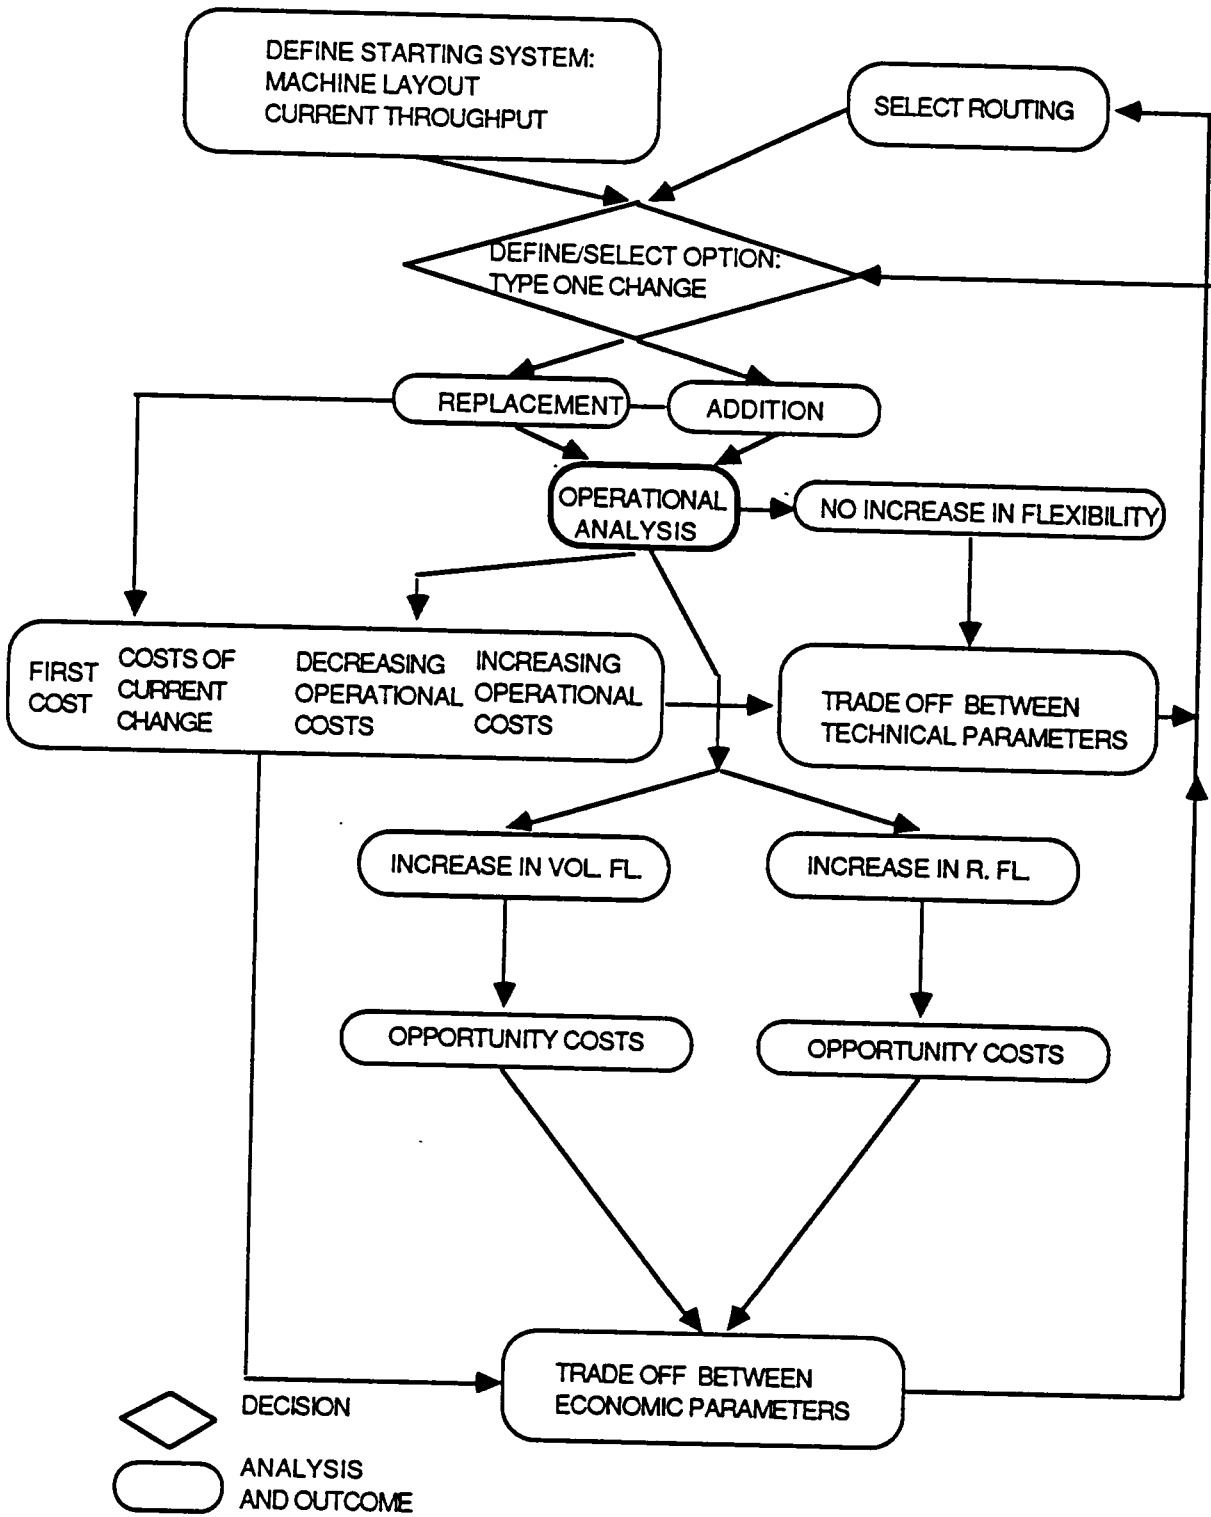 DEFINE STARTING SYSTEM:
MACHINE LAYOUT
CURRENT THROUGHPUT
SELECT ROUTING
DEFINE/SELECT OPTION:
TYPE ONE CHANGE
REPLACEMENT
ADDITION
OPERATIONAL
ANALYSIS
NO INCREASE IN FLEXIBILITY
FIRST
COST
COSTS OF
CURRENT
CHANGE
DECREASING
OPERATIONAL
COSTS
INCREASING
OPERATIONAL
COSTS
TRADE OFF BETWEEN
TECHNICAL PARAMETERS
INCREASE IN VOL. FL.
INCREASE IN R. FL.
OPPORTUNITY COSTS
OPPORTUNITY COSTS
TRADE OFF BETWEEN
ECONOMIC PARAMETERS
DECISION
ANALYSIS
AND OUTCOME